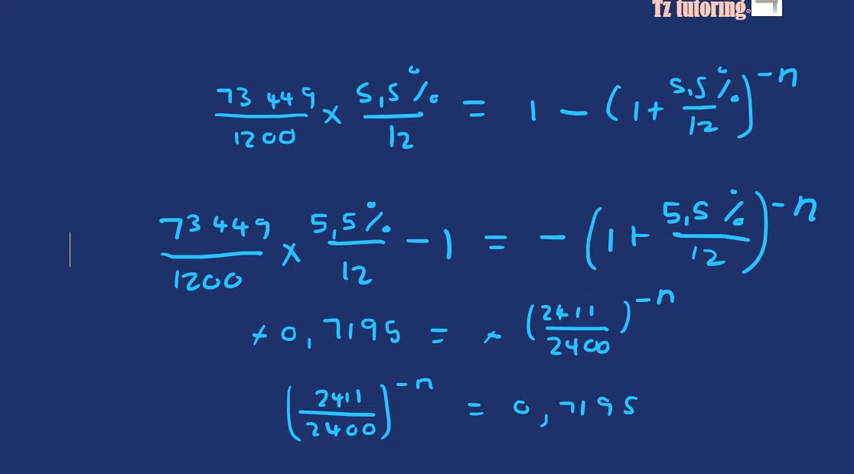 Tz tutoring.
73 449/1200 × 5,5%/12 = 1 − (1 + 5,5%/12)^−n
73 449/1200 × 5,5%/12 − 1 = − (1 + 5,5%/12)^−n
+ 0,7195 = + (2411/2400)^−n
(2411/2400)^−n = 0,7195